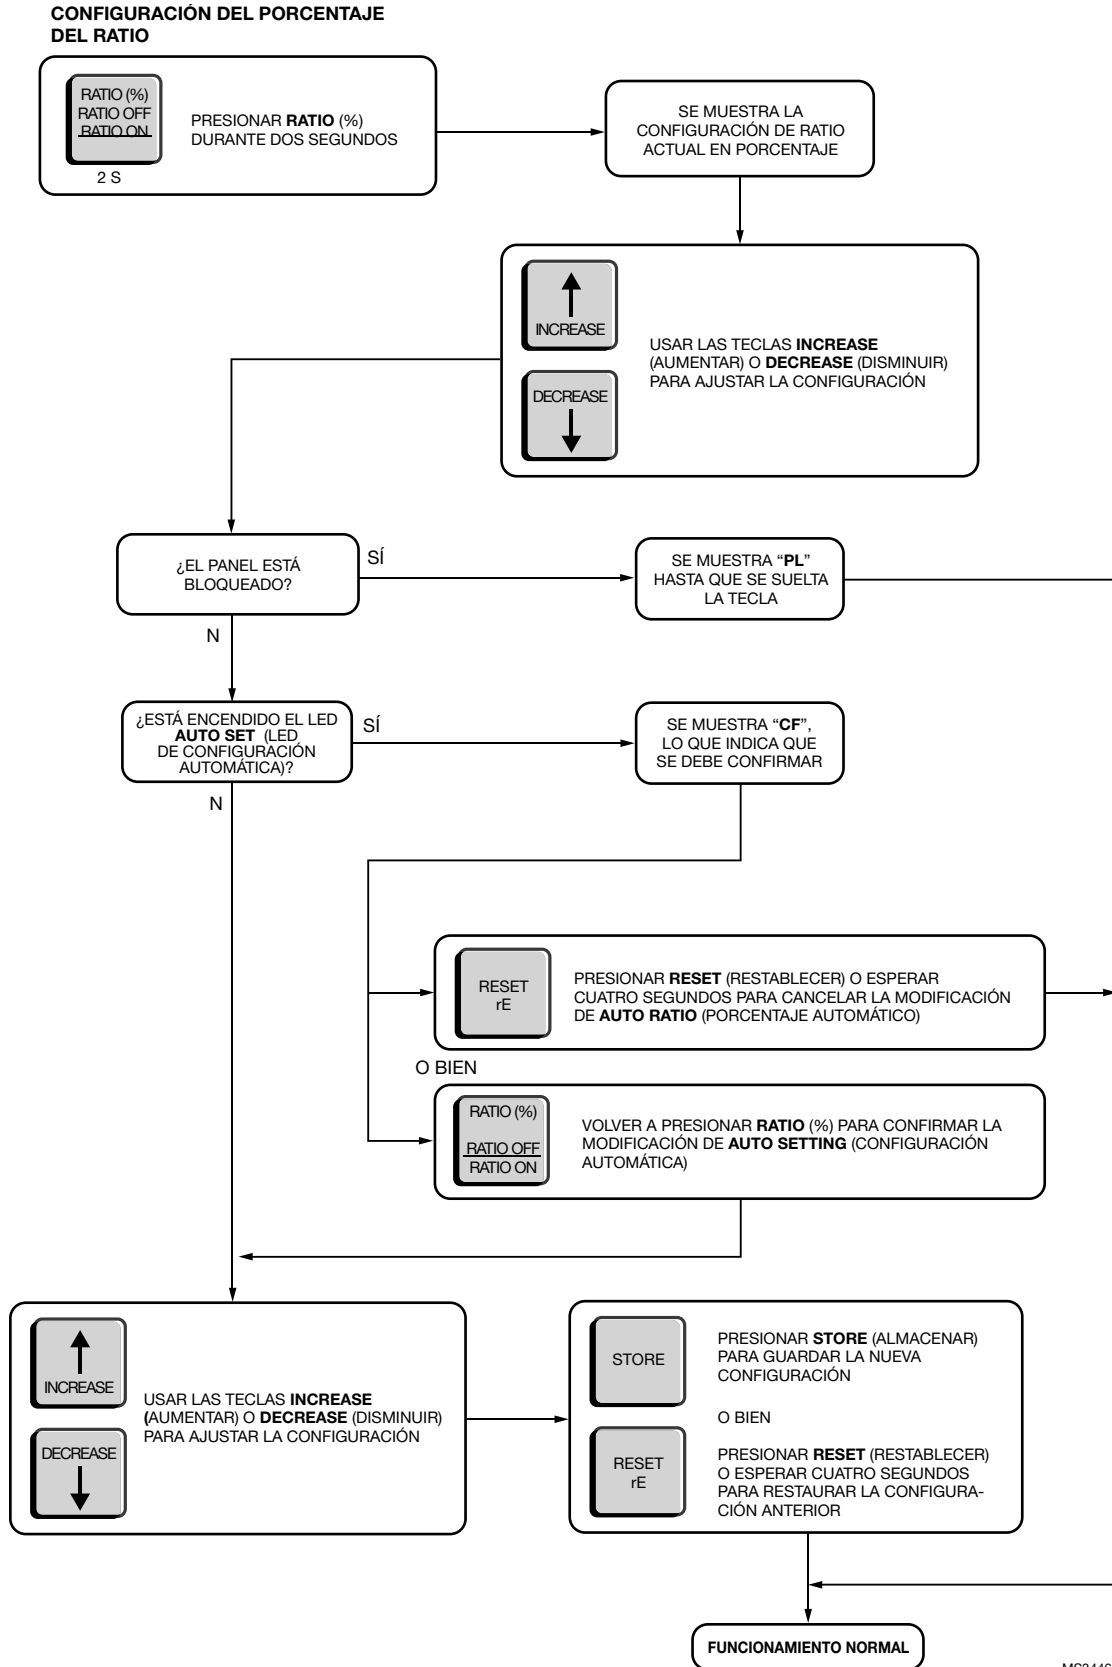 CONFIGURACIÓN DEL PORCENTAJE
DEL RATIO
RATIO (%)
RATIO OFF
RATIO ON
2 S
PRESIONAR RATIO (%)
DURANTE DOS SEGUNDOS
SE MUESTRA LA
CONFIGURACIÓN DE RATIO
ACTUAL EN PORCENTAJE
INCREASE
DECREASE
USAR LAS TECLAS INCREASE
(AUMENTAR) O DECREASE (DISMINUIR)
PARA AJUSTAR LA CONFIGURACIÓN
¿EL PANEL ESTÁ
BLOQUEADO?
SÍ
N
SE MUESTRA “PL”
HASTA QUE SE SUELTA
LA TECLA
¿ESTÁ ENCENDIDO EL LED
AUTO SET (LED
DE CONFIGURACIÓN
AUTOMÁTICA)?
SÍ
N
SE MUESTRA “CF”,
LO QUE INDICA QUE
SE DEBE CONFIRMAR
RESET
rE
PRESIONAR RESET (RESTABLECER) O ESPERAR
CUATRO SEGUNDOS PARA CANCELAR LA MODIFICACIÓN
DE AUTO RATIO (PORCENTAJE AUTOMÁTICO)
O BIEN
RATIO (%)
RATIO OFF
RATIO ON
VOLVER A PRESIONAR RATIO (%) PARA CONFIRMAR LA
MODIFICACIÓN DE AUTO SETTING (CONFIGURACIÓN
AUTOMÁTICA)
INCREASE
DECREASE
USAR LAS TECLAS INCREASE
(AUMENTAR) O DECREASE (DISMINUIR)
PARA AJUSTAR LA CONFIGURACIÓN
STORE
PRESIONAR STORE (ALMACENAR)
PARA GUARDAR LA NUEVA
CONFIGURACIÓN
O BIEN
RESET
rE
PRESIONAR RESET (RESTABLECER)
O ESPERAR CUATRO SEGUNDOS
PARA RESTAURAR LA CONFIGURA-
CIÓN ANTERIOR
FUNCIONAMIENTO NORMAL